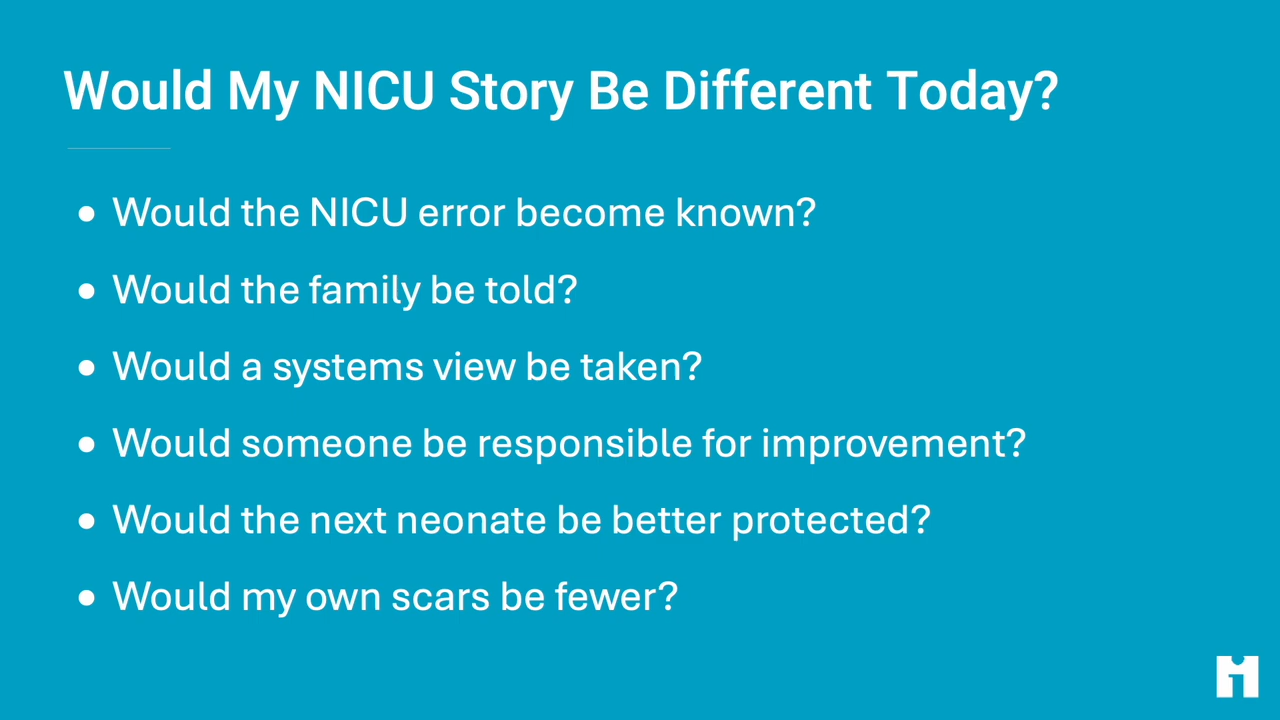 Would My NICU Story Be Different Today?
● Would the NICU error become known?
● Would the family be told?
● Would a systems view be taken?
● Would someone be responsible for improvement?
● Would the next neonate be better protected?
● Would my own scars be fewer?